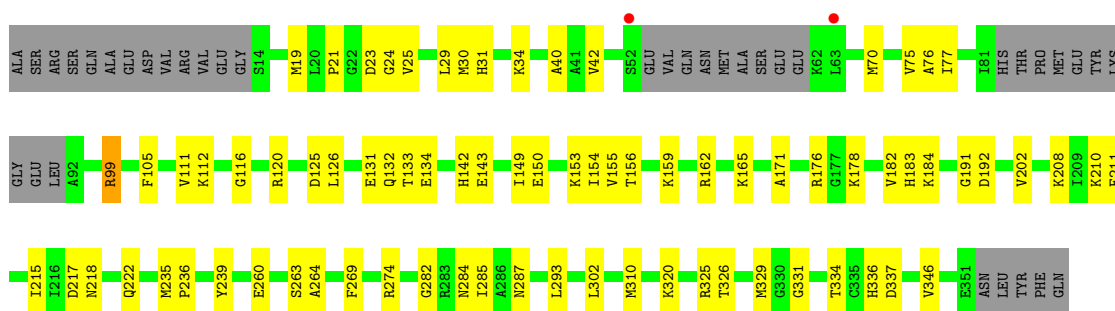 ALA SER ARG SER GLN ALA GLU ASP VAL ARG VAL GLU GLY S14 M19 L20 P21 G22 D23 G24 V25 L29 M30 H31 K34 A40 A41 V42 S52 GLU VAL GLN ASN MET ALA SER GLU GLU K62 L63 M70 V75 A76 I77 I81 HIS THR PRO MET GLU TYR LYS
GLY GLU LEU A92 R99 F105 V111 K112 G116 R120 D125 L126 E131 Q132 T133 E134 H142 E143 I149 E150 K153 I154 V155 T156 K159 R162 K165 A171 R176 G177 K178 V182 H183 K184 G191 D192 V202 K208 I209 K210
I215 I216 D217 N218 Q222 M235 P236 Y239 E260 S263 A264 F269 R274 G282 R283 N284 I285 A286 N287 L293 L302 M310 K320 R325 T326 M329 G330 G331 T334 C335 H336 D337 V346 E351 ASN LEU TYR PHE GLN